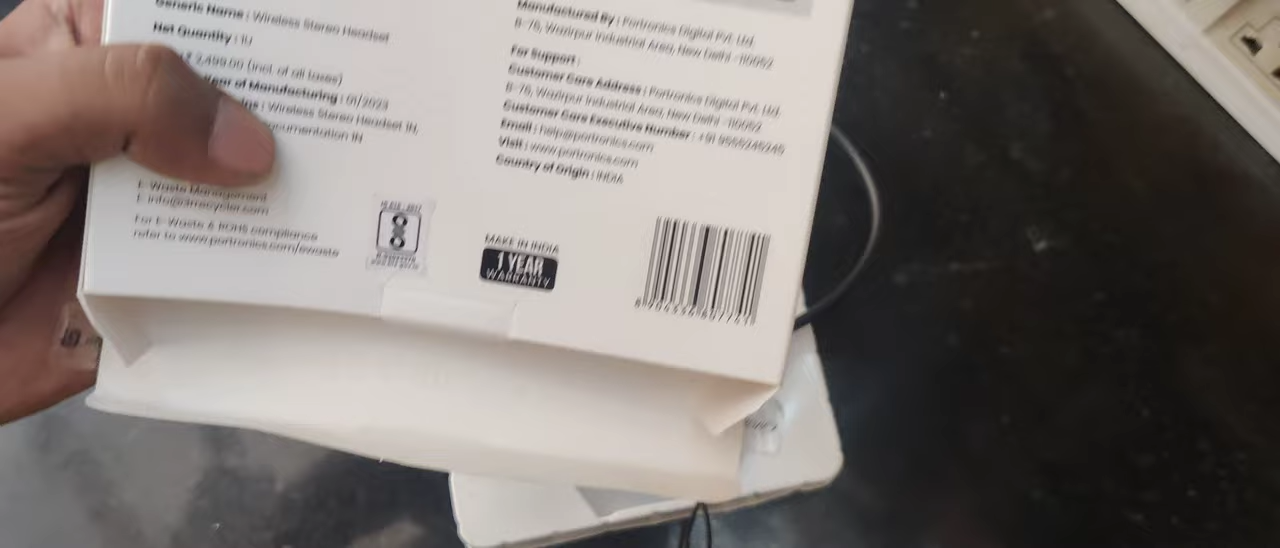 Generic Name : Wireless Stereo Headset
Net Quantity : 1U
2,499.00 (Incl. of all taxes)
Year of Manufacturing : 01/2023
Wireless Stereo Headset 1N,
Documentation 1N
E-Waste Management
For E-Waste & ROHS compliance
refer to www.portronics.com/ewaste
Manufactured By : Portronics Digital Pvt. Ltd.
B-76, Wazirpur Industrial Area, New Delhi -110052
For Support :
Customer Care Address : Portronics Digital Pvt. Ltd.
B-76, Wazirpur Industrial Area, New Delhi -110052
Customer Care Executive Number : +91 9555245245
Email : help@portronics.com
Visit : www.portronics.com
Country of Origin : INDIA
MAKE IN INDIA
1 YEAR
WARRANTY